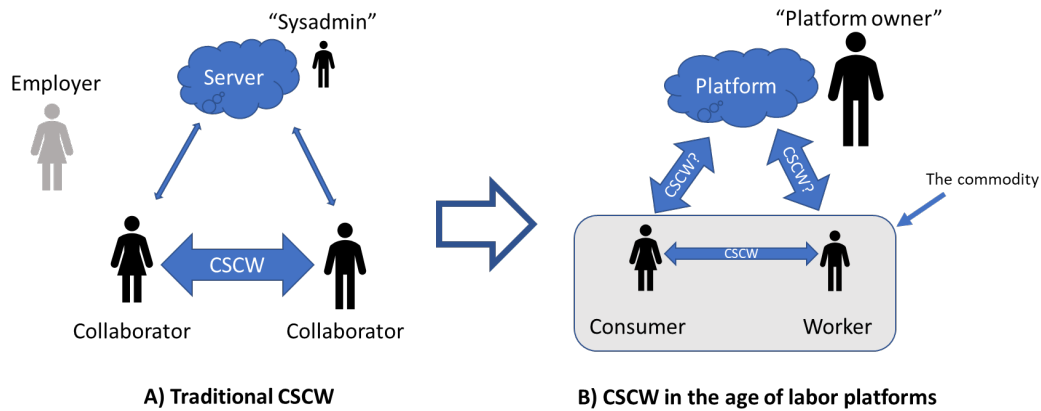 “Sysadmin”
Employer
Server
CSCW
Collaborator
Collaborator
A) Traditional CSCW
“Platform owner”
Platform
CSCW?
CSCW?
The commodity
CSCW
Consumer
Worker
B) CSCW in the age of labor platforms